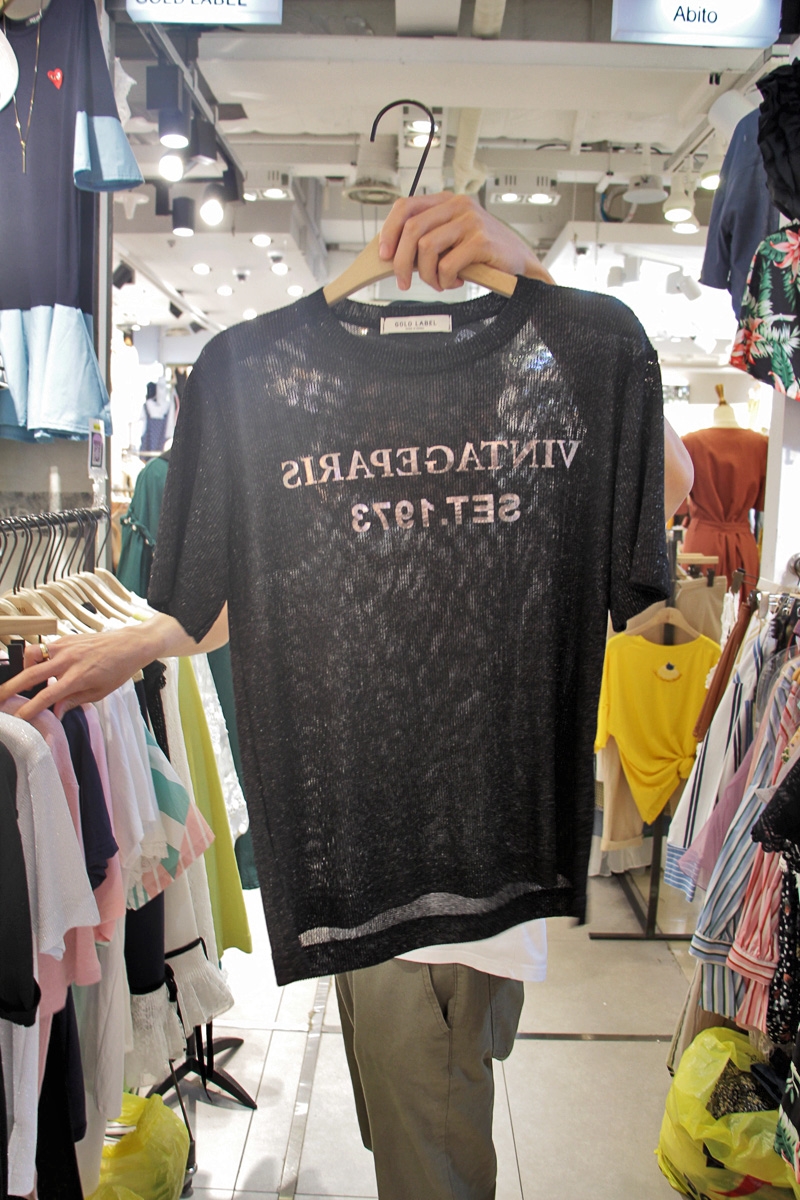 GOLD LABEL
Abito
GOLD LABEL
VINTAGEPARIS
SET.1973